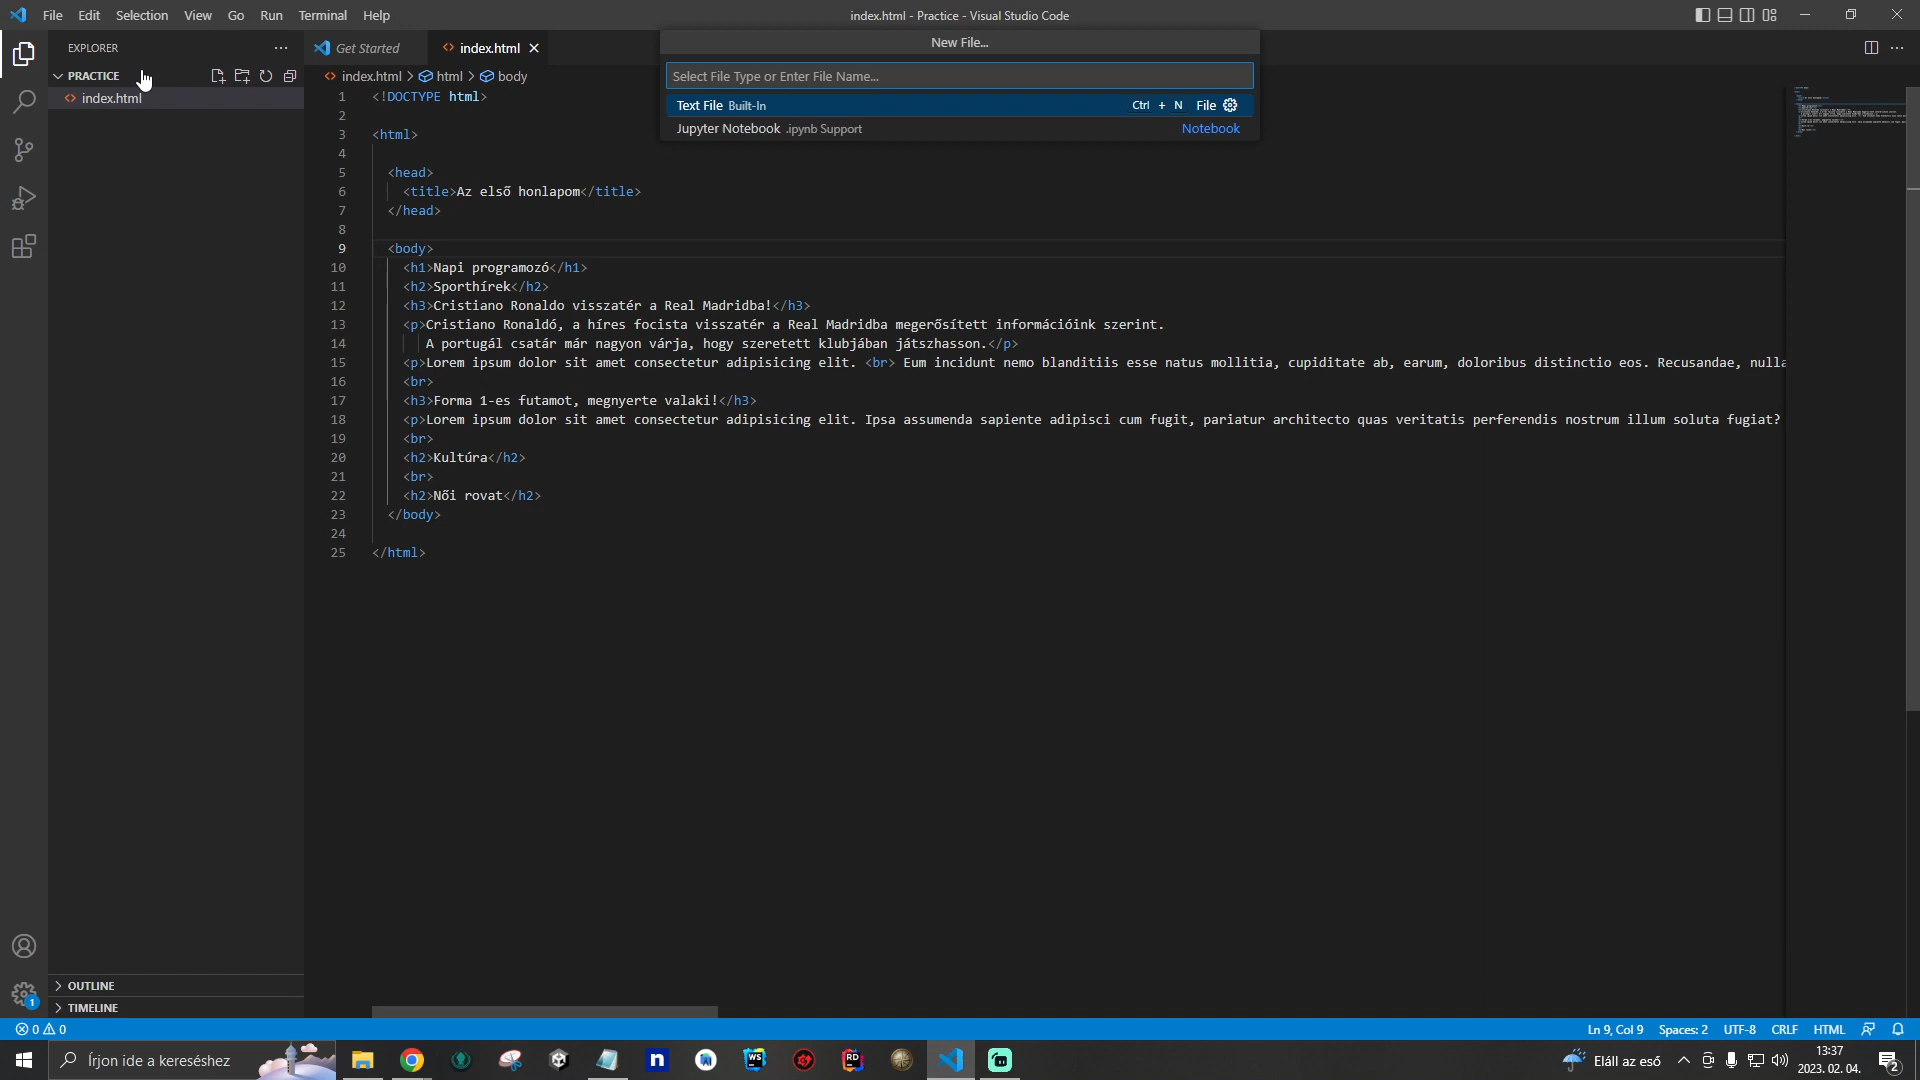 File Edit Selection View Go Run Terminal Help
index.html - Practice - Visual Studio Code
EXPLORER
Get Started
index.html
New File...
PRACTICE
index.html > html > body
Select File Type or Enter File Name...
index.html
Text File Built-In Ctrl + N File
Jupyter Notebook .ipynb Support Notebook
1 <!DOCTYPE html>
2
3 <html>
4
5 <head>
6 <title>Az első honlapom</title>
7 </head>
8
9 <body>
10 <h1>Napi programozó</h1>
11 <h2>Sporthírek</h2>
12 <h3>Cristiano Ronaldo visszatér a Real Madridba!</h3>
13 <p>Cristiano Ronaldó, a híres focista visszatér a Real Madridba megerősített információink szerint.
14 A portugál csatár már nagyon várja, hogy szeretett klubjában játszhasson.</p>
15 <p>Lorem ipsum dolor sit amet consectetur adipisicing elit. <br> Eum incidunt nemo blanditiis esse natus mollitia, cupiditate ab, earum, doloribus distinctio eos. Recusandae, nulla
16 <br>
17 <h3>Forma 1-es futamot, megnyerte valaki!</h3>
18 <p>Lorem ipsum dolor sit amet consectetur adipisicing elit. Ipsa assumenda sapiente adipisci cum fugit, pariatur architecto quas veritatis perferendis nostrum illum soluta fugiat?
19 <br>
20 <h2>Kultúra</h2>
21 <br>
22 <h2>Női rovat</h2>
23 </body>
24
25 </html>
OUTLINE
TIMELINE
1
0 0
Ln 9, Col 9 Spaces: 2 UTF-8 CRLF HTML
Írjon ide a kereséshez
n
WS
RD
Eláll az eső
13:37
2023. 02. 04.
2